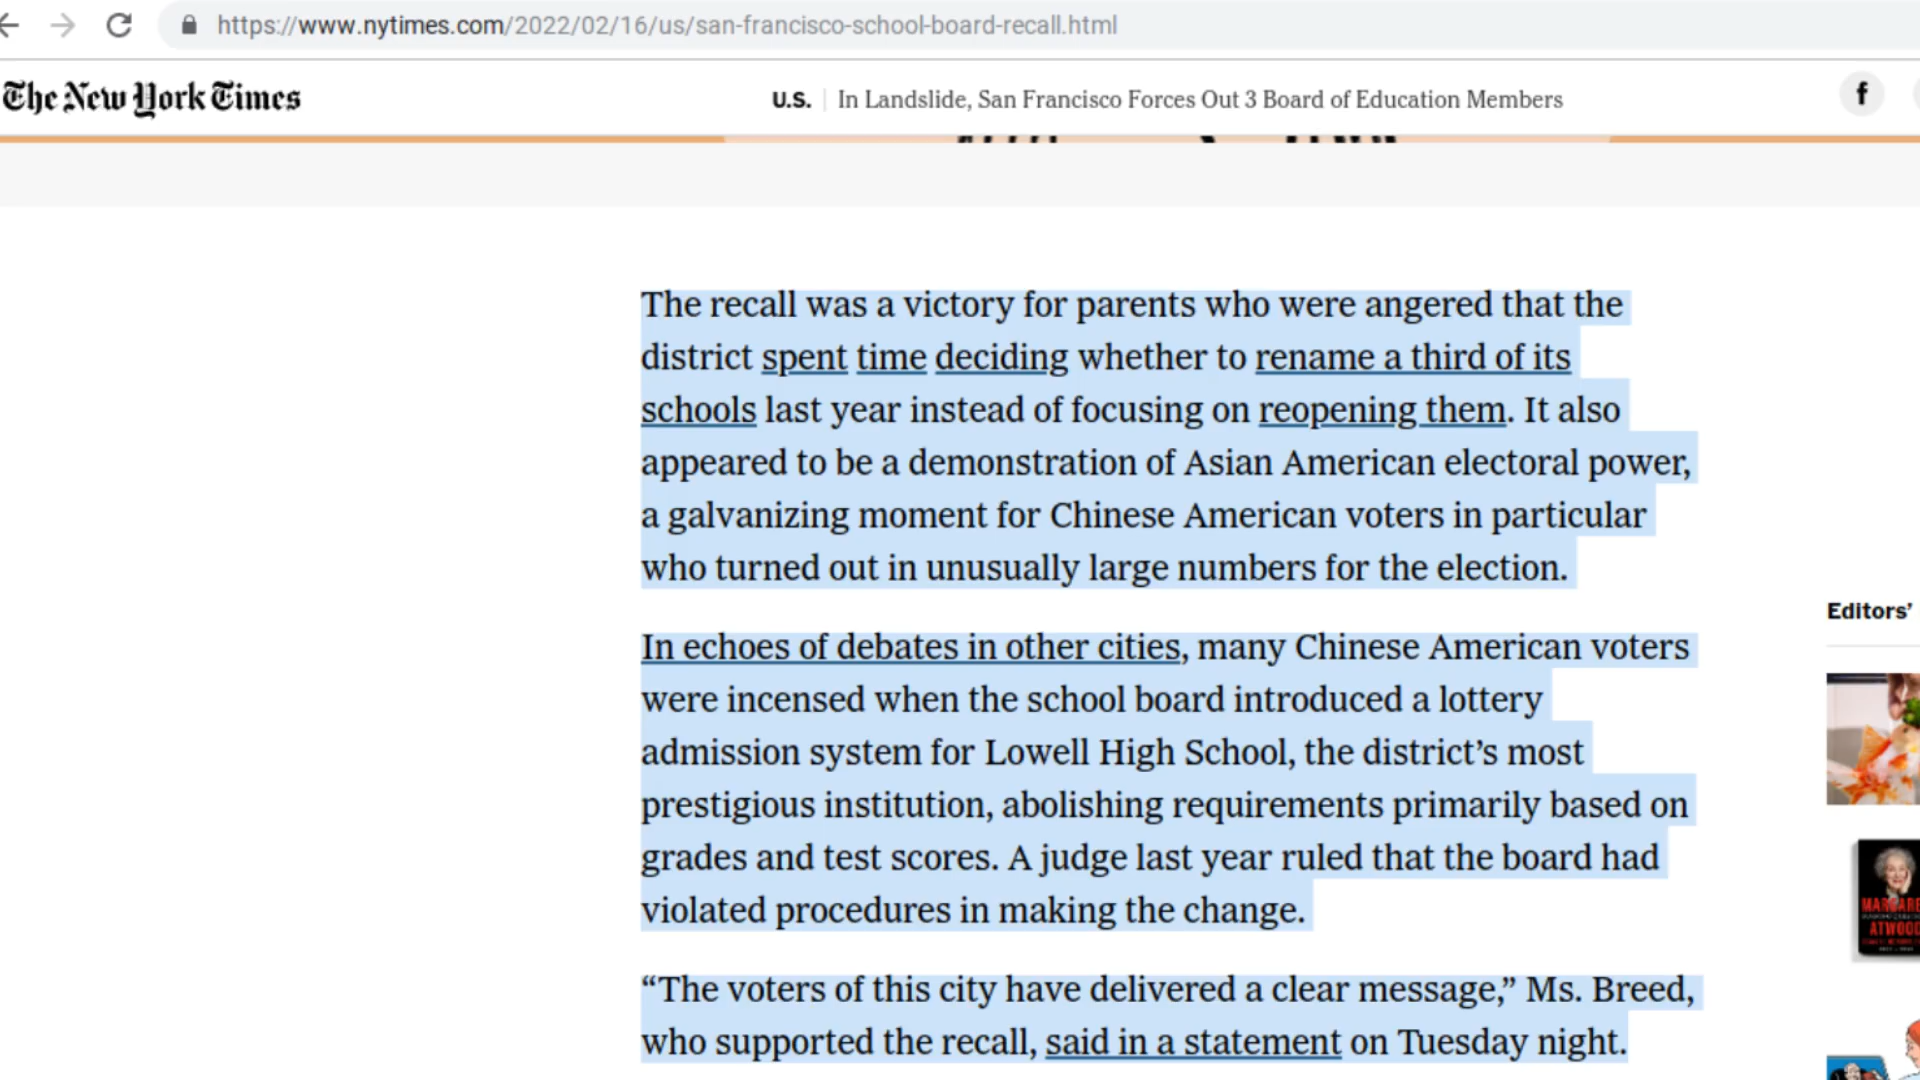 https://www.nytimes.com/2022/02/16/us/san-francisco-school-board-recall.html
The New York Times
U.S. | In Landslide, San Francisco Forces Out 3 Board of Education Members
f
The recall was a victory for parents who were angered that the
district spent time deciding whether to rename a third of its
schools last year instead of focusing on reopening them. It also
appeared to be a demonstration of Asian American electoral power,
a galvanizing moment for Chinese American voters in particular
who turned out in unusually large numbers for the election.
In echoes of debates in other cities, many Chinese American voters
were incensed when the school board introduced a lottery
admission system for Lowell High School, the district’s most
prestigious institution, abolishing requirements primarily based on
grades and test scores. A judge last year ruled that the board had
violated procedures in making the change.
“The voters of this city have delivered a clear message,” Ms. Breed,
who supported the recall, said in a statement on Tuesday night.
Editors’